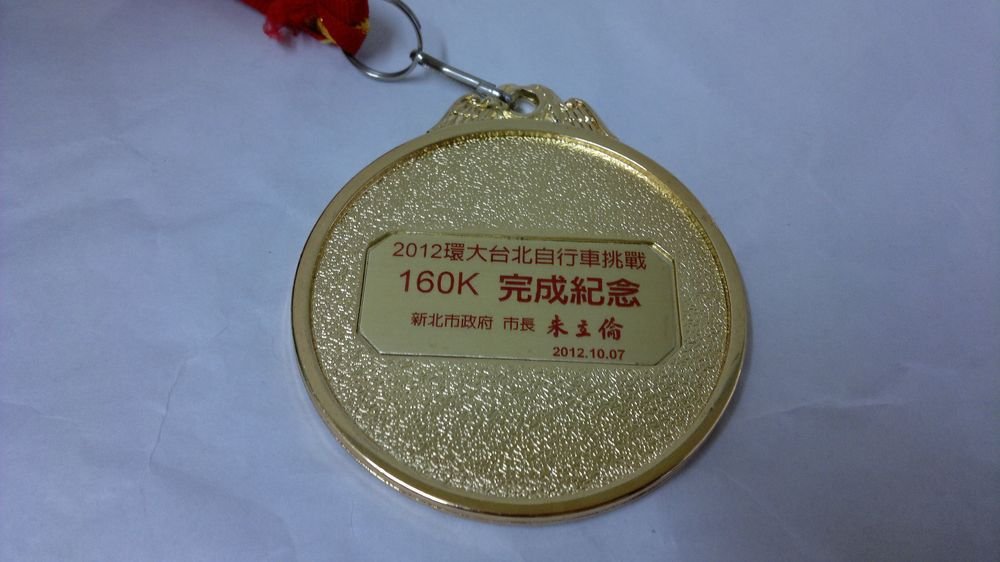 2012環大台北自行車挑戰
160K 完成紀念
新北市政府 市長 朱立倫
2012.10.07